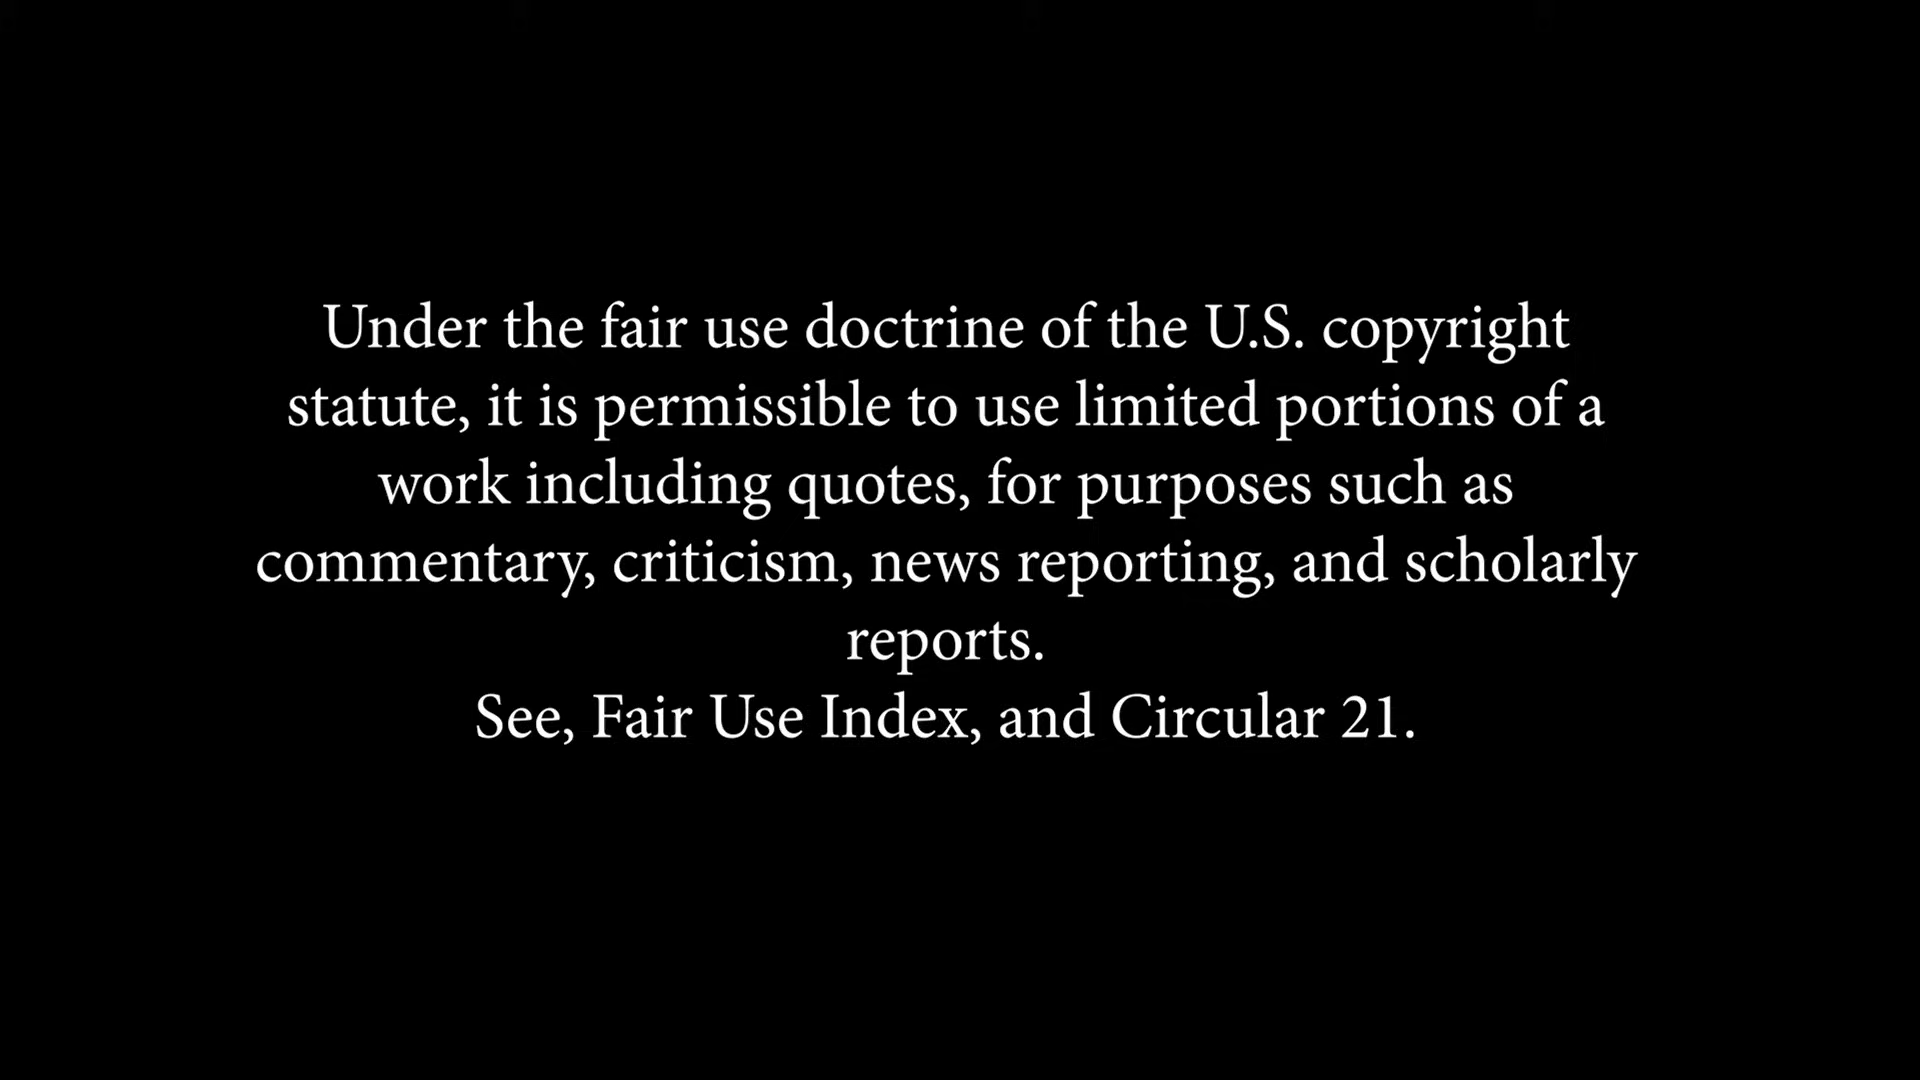 Under the fair use doctrine of the U.S. copyright
statute, it is permissible to use limited portions of a
work including quotes, for purposes such as
commentary, criticism, news reporting, and scholarly
reports.
See, Fair Use Index, and Circular 21.